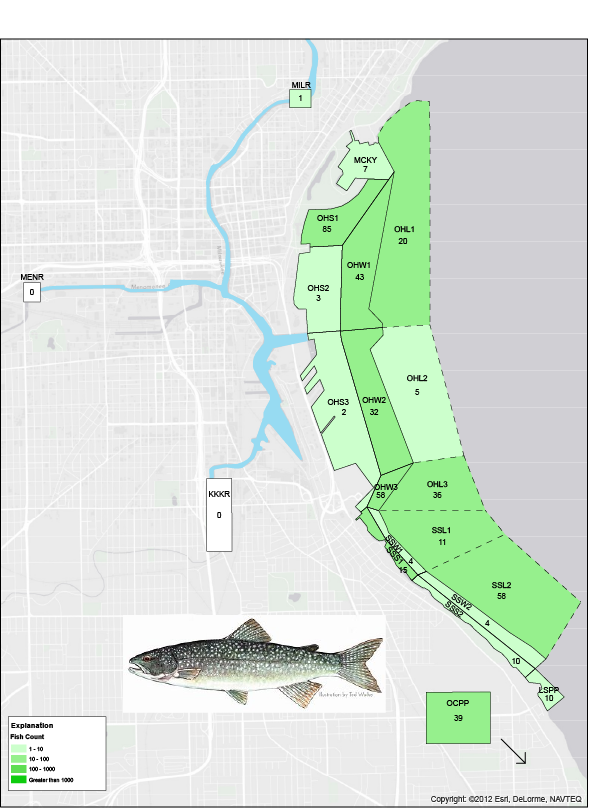 MILR
1
MCKY
7
OHS1
85
OHL1
20
OHW1
43
MENR
0
OHS2
3
OHL2
5
OHS3
2
OHW2
32
KKKR
0
OHW3
58
OHL3
36
SSL1
11
SSW1
4
SSS1
15
SSL2
58
SSW2
4
SSS2
10
LSPP
10
OCPP
39
Illustration by Ted Walke
Explanation
Fish Count
1 - 10
10 - 100
100 - 1000
Greater than 1000
Copyright: ©2012 Esri, DeLorme, NAVTEQ